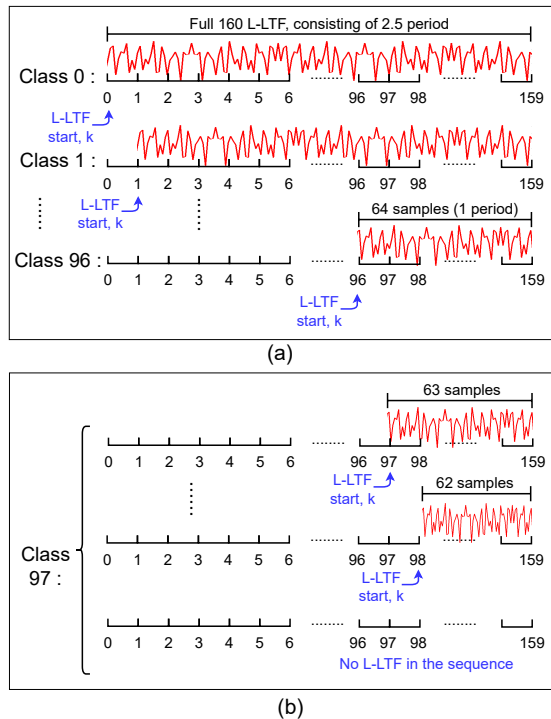 Full 160 L-LTF, consisting of 2.5 period
Class 0 :
0 1 2 3 4 5 6 ........ 96 97 98 ........ 159
L-LTF
start, k
Class 1 :
0 1 2 3 4 5 6 ........ 96 97 98 ........ 159
L-LTF
start, k
64 samples (1 period)
Class 96 :
0 1 2 3 4 5 6 ........ 96 97 98 ........ 159
L-LTF
start, k
(a)
63 samples
0 1 2 3 4 5 6 ........ 96 97 98 ........ 159
L-LTF
start, k
62 samples
Class
97 :
0 1 2 3 4 5 6 ........ 96 97 98 ........ 159
L-LTF
start, k
0 1 2 3 4 5 6 ........ 96 97 98 ........ 159
No L-LTF in the sequence
(b)